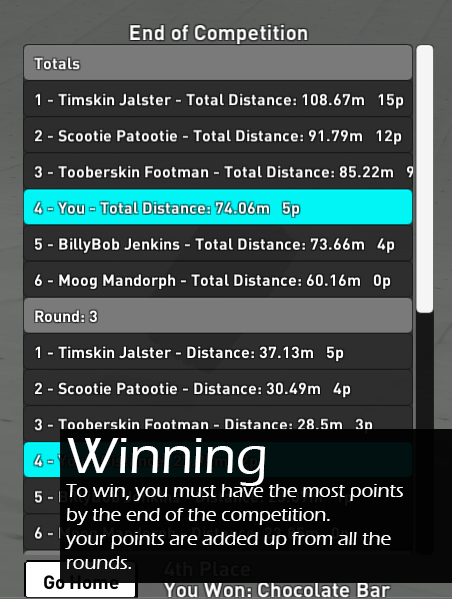 End of Competition
Totals
1 - Timskin Jalster - Total Distance: 108.67m 15p
2 - Scootie Patootie - Total Distance: 91.79m 12p
3 - Tooberskin Footman - Total Distance: 85.22m 9
4 - You - Total Distance: 74.06m 5p
5 - BillyBob Jenkins - Total Distance: 73.66m 4p
6 - Moog Mandorph - Total Distance: 60.16m 0p
Round: 3
1 - Timskin Jalster - Distance: 37.13m 5p
2 - Scootie Patootie - Distance: 30.49m 4p
3 - Tooberskin Footman - Distance: 28.5m 3p
4 -
5 -
6 -
Winning
To win, you must have the most points
by the end of the competition.
your points are added up from all the
rounds.
Go Home
4th Place
You Won: Chocolate Bar